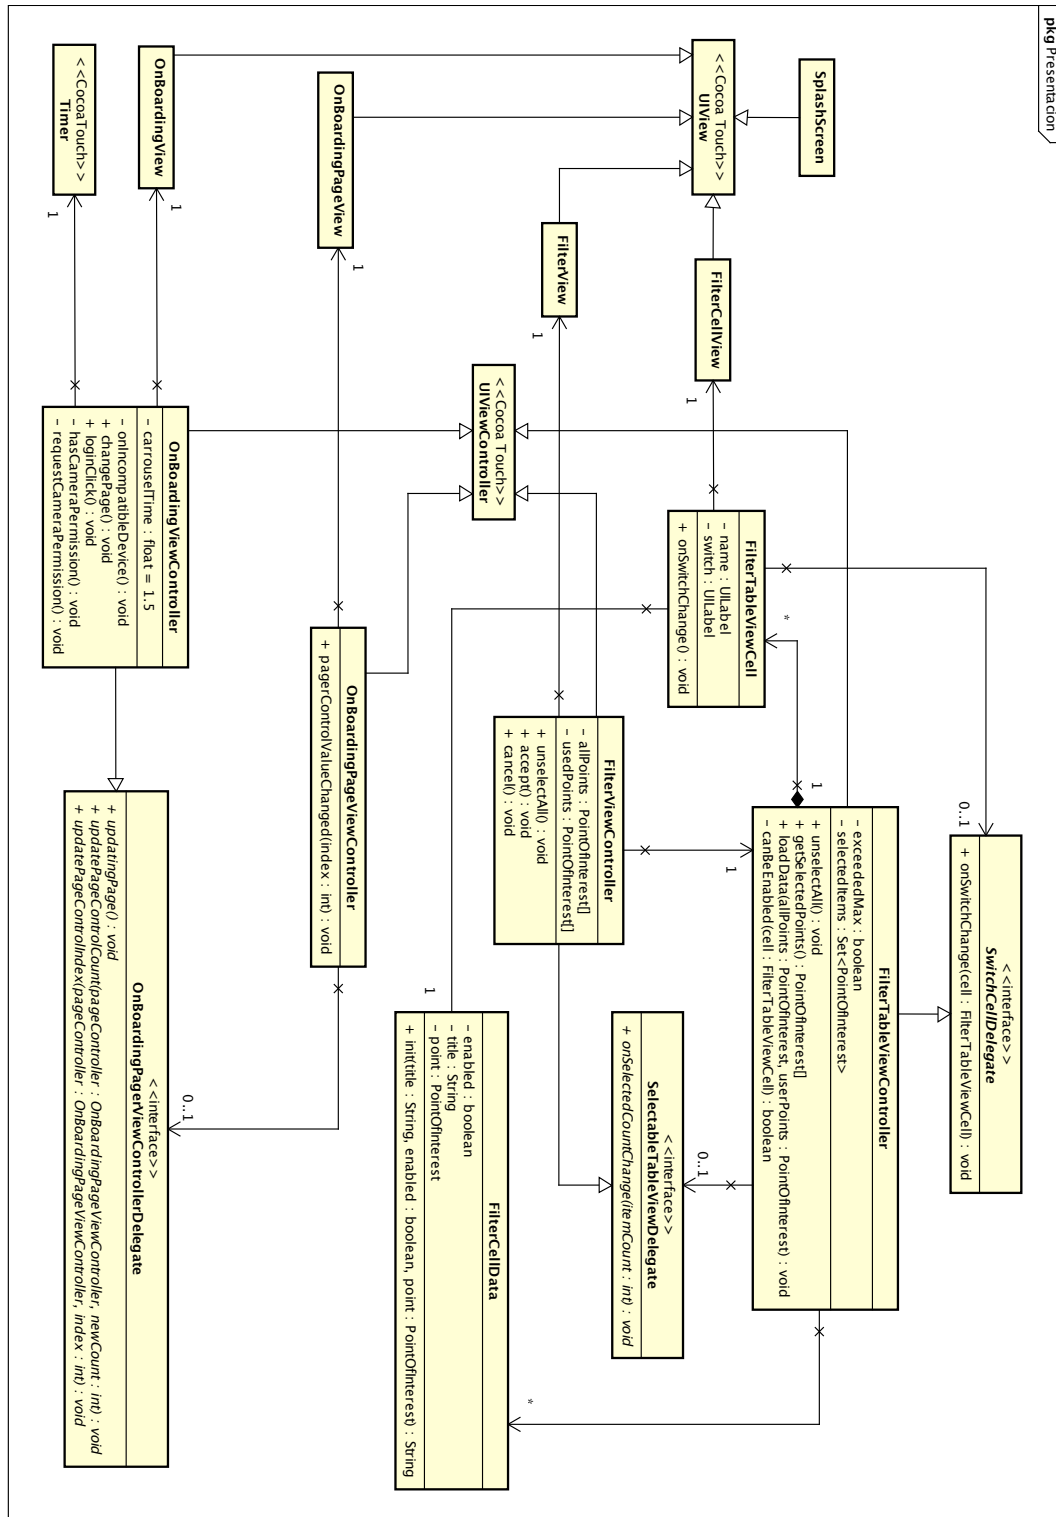 pkg Presentacion
SplashScreen
<<Cocoa Touch>>
UIView
OnBoardingView
<<CocoaTouch>>
Timer
OnBoardingPageView
FilterView
FilterCellView
<<Cocoa Touch>>
UIViewController
1
1
1
1
1
OnBoardingViewController
- carrouselTime : float = 1.5
- onIncompatibleDevice() : void
+ changePage() : void
+ loginClick() : void
- hasCameraPermission() : void
- requestCameraPermission() : void
OnBoardingPageViewController
+ pagerControlValueChanged(index : int) : void
FilterTableViewCell
- name : UILabel
- switch : UILabel
+ onSwitchChange() : void
*
1
0..1
FilterViewController
- allPoints : PointOfInterest[]
- usedPoints : PointOfInterest[]
+ unselectAll() : void
+ accept() : void
+ cancel() : void
1
<<interface>>
SwitchCellDelegate
+ onSwitchChange(cell : FilterTableViewCell) : void
FilterTableViewController
- exceededMax : boolean
- selectedItems : Set<PointOfInterest>
+ unselectAll() : void
+ getSelectedPoints() : PointOfInterest[]
+ loadData(allPoints : PointOfInterest, userPoints : PointOfInterest) : void
- canBeEnabled(cell : FilterTableViewCell) : boolean
0..1
<<interface>>
SelectableTableViewDelegate
+ onSelectedCountChange(itemCount : int) : void
1
FilterCellData
- enabled : boolean
- title : String
- point : PointOfInterest
+ init(title : String, enabled : boolean, point : PointOfInterest) : String
*
0..1
<<interface>>
OnBoardingPagerViewControllerDelegate
+ updatingPage() : void
+ updatePageControlCount(pageController : OnBoardingPageViewController, newCount : int) : void
+ updatePageControlIndex(pageController : OnBoardingPageViewController, index : int) : void